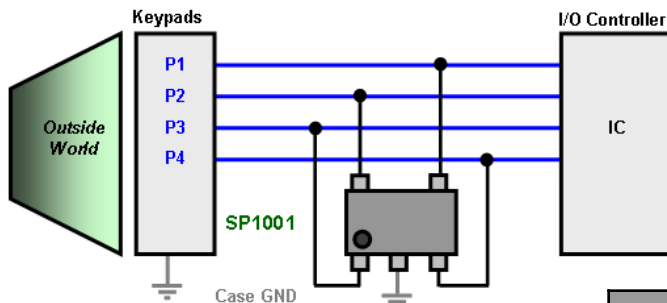 Keypads
I/O Controller
P1
P2
P3
P4
Outside
World
IC
SP1001
Case GND